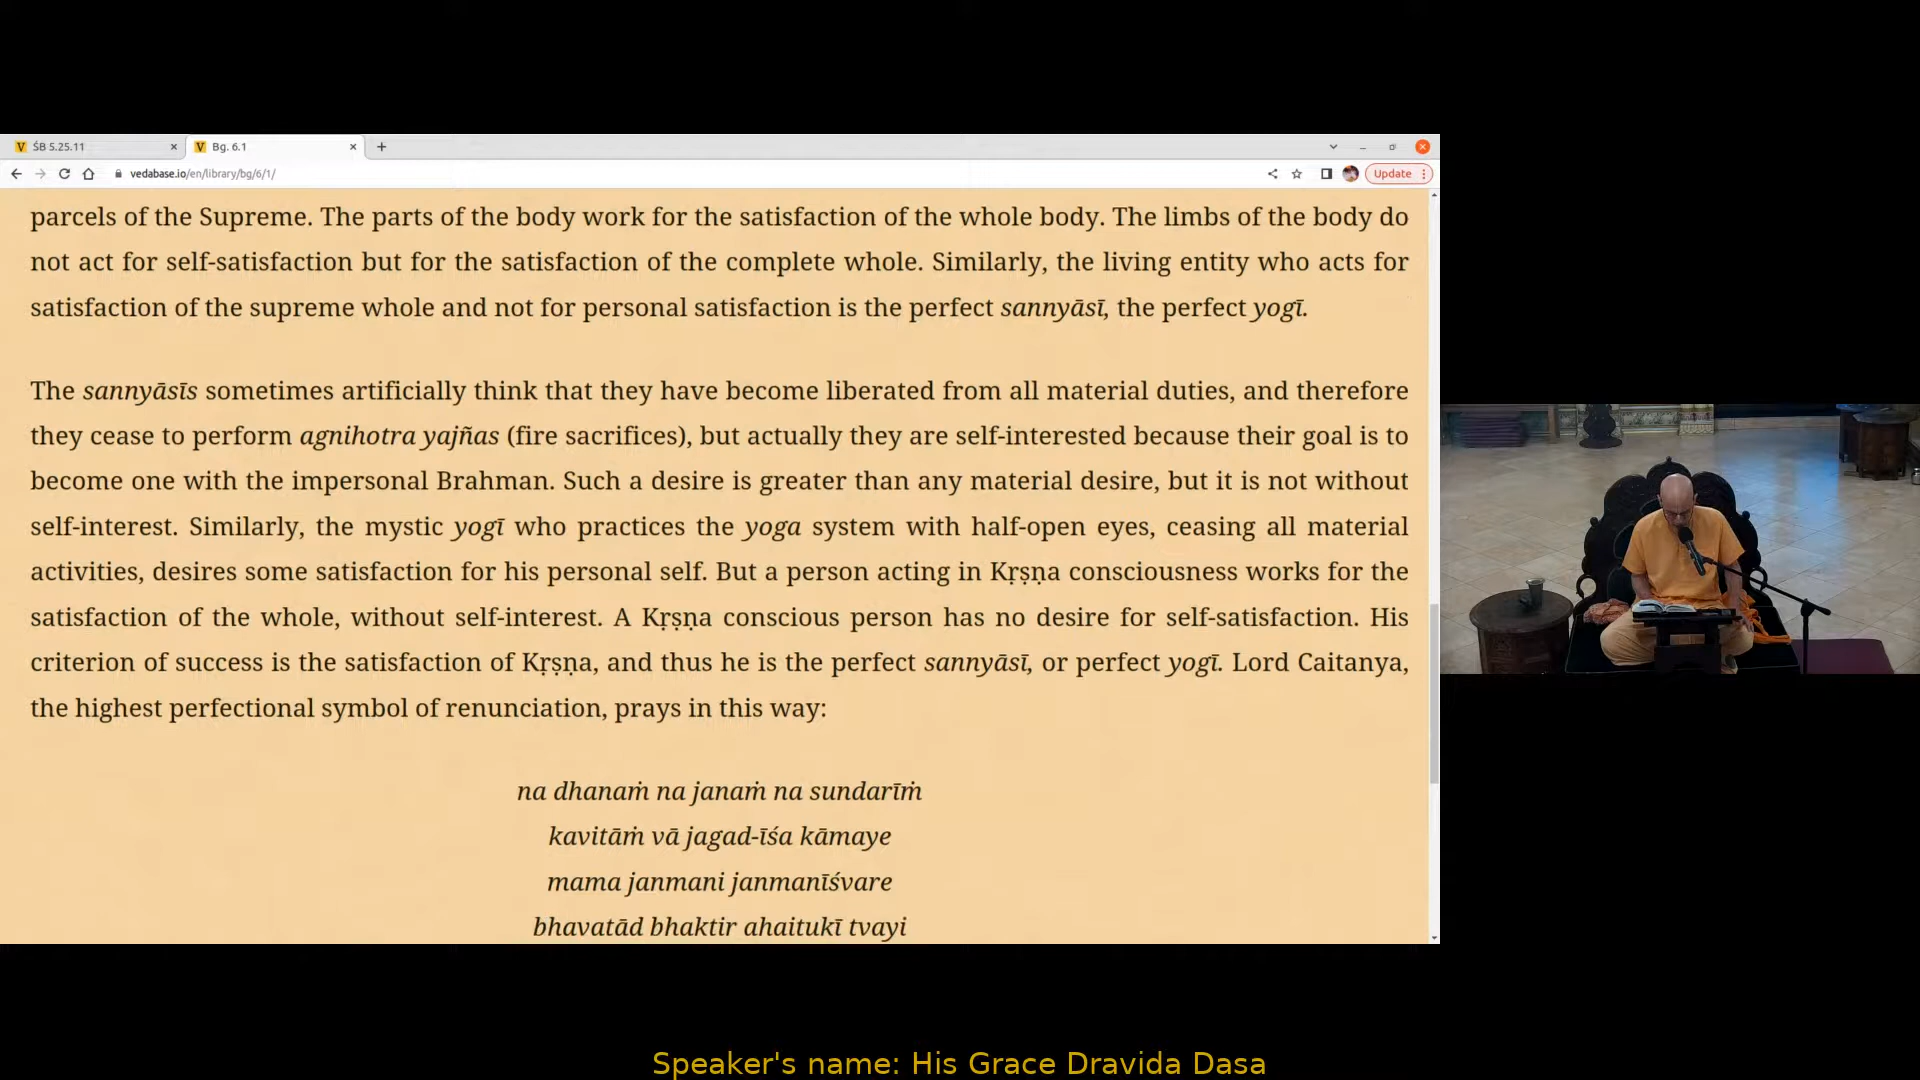 ŚB 5.25.11
Bg. 6.1
vedabase.io/en/library/bg/6/1/
Update
parcels of the Supreme. The parts of the body work for the satisfaction of the whole body. The limbs of the body do
not act for self-satisfaction but for the satisfaction of the complete whole. Similarly, the living entity who acts for
satisfaction of the supreme whole and not for personal satisfaction is the perfect sannyāsī, the perfect yogī.
The sannyāsīs sometimes artificially think that they have become liberated from all material duties, and therefore
they cease to perform agnihotra yajñas (fire sacrifices), but actually they are self-interested because their goal is to
become one with the impersonal Brahman. Such a desire is greater than any material desire, but it is not without
self-interest. Similarly, the mystic yogī who practices the yoga system with half-open eyes, ceasing all material
activities, desires some satisfaction for his personal self. But a person acting in Kṛṣṇa consciousness works for the
satisfaction of the whole, without self-interest. A Kṛṣṇa conscious person has no desire for self-satisfaction. His
criterion of success is the satisfaction of Kṛṣṇa, and thus he is the perfect sannyāsī, or perfect yogī. Lord Caitanya,
the highest perfectional symbol of renunciation, prays in this way:
na dhanaṁ na janaṁ na sundarīṁ
kavitāṁ vā jagad-īśa kāmaye
mama janmani janmanīśvare
bhavatād bhaktir ahaitukī tvayi
Speaker's name: His Grace Dravida Dasa